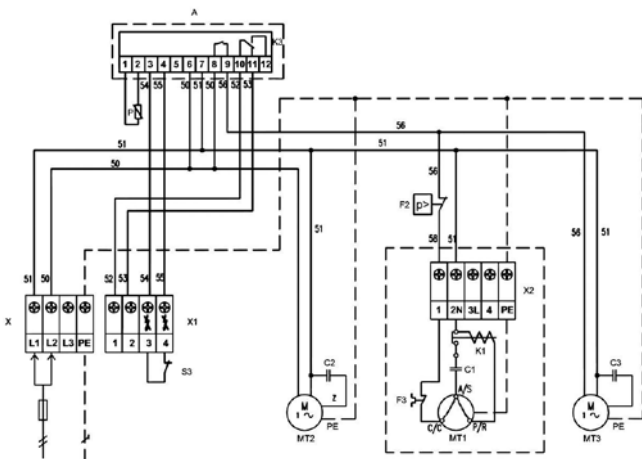 A
K3
1 2 3 4 5 6 7 8 9 10 11 12
54 55 50 51 50 56 52 53
P
51 56 51
50
56
F2 p>
51
58 51
56 51
51 50 52 53 54 55
X X1 X2
L1 L2 L3 PE
1 2 3 4
1 2N 3L 4 PE
S3
K1
C2 C1 C3
A/S
F3
M
1~
Z
C/C P/R
M
1~
MT2 PE MT1 MT3 PE